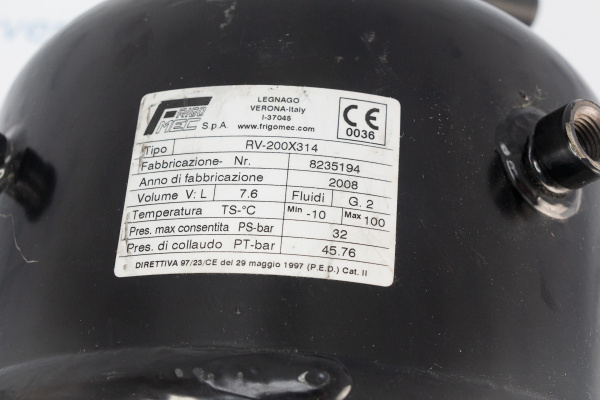 FRIGO
MEC S.p.A.
LEGNAGO
VERONA-Italy
I-37045
www.frigomec.com
CE
0036
Tipo RV-200X314
Fabbricazione- Nr. 8235194
Anno di fabbricazione 2008
Volume V: L 7.6 Fluidi G. 2
Temperatura TS-°C Min -10 Max 100
Pres. max consentita PS-bar 32
Pres. di collaudo PT-bar 45.76
DIRETTIVA 97/23/CE del 29 maggio 1997 (P.E.D.) Cat. II